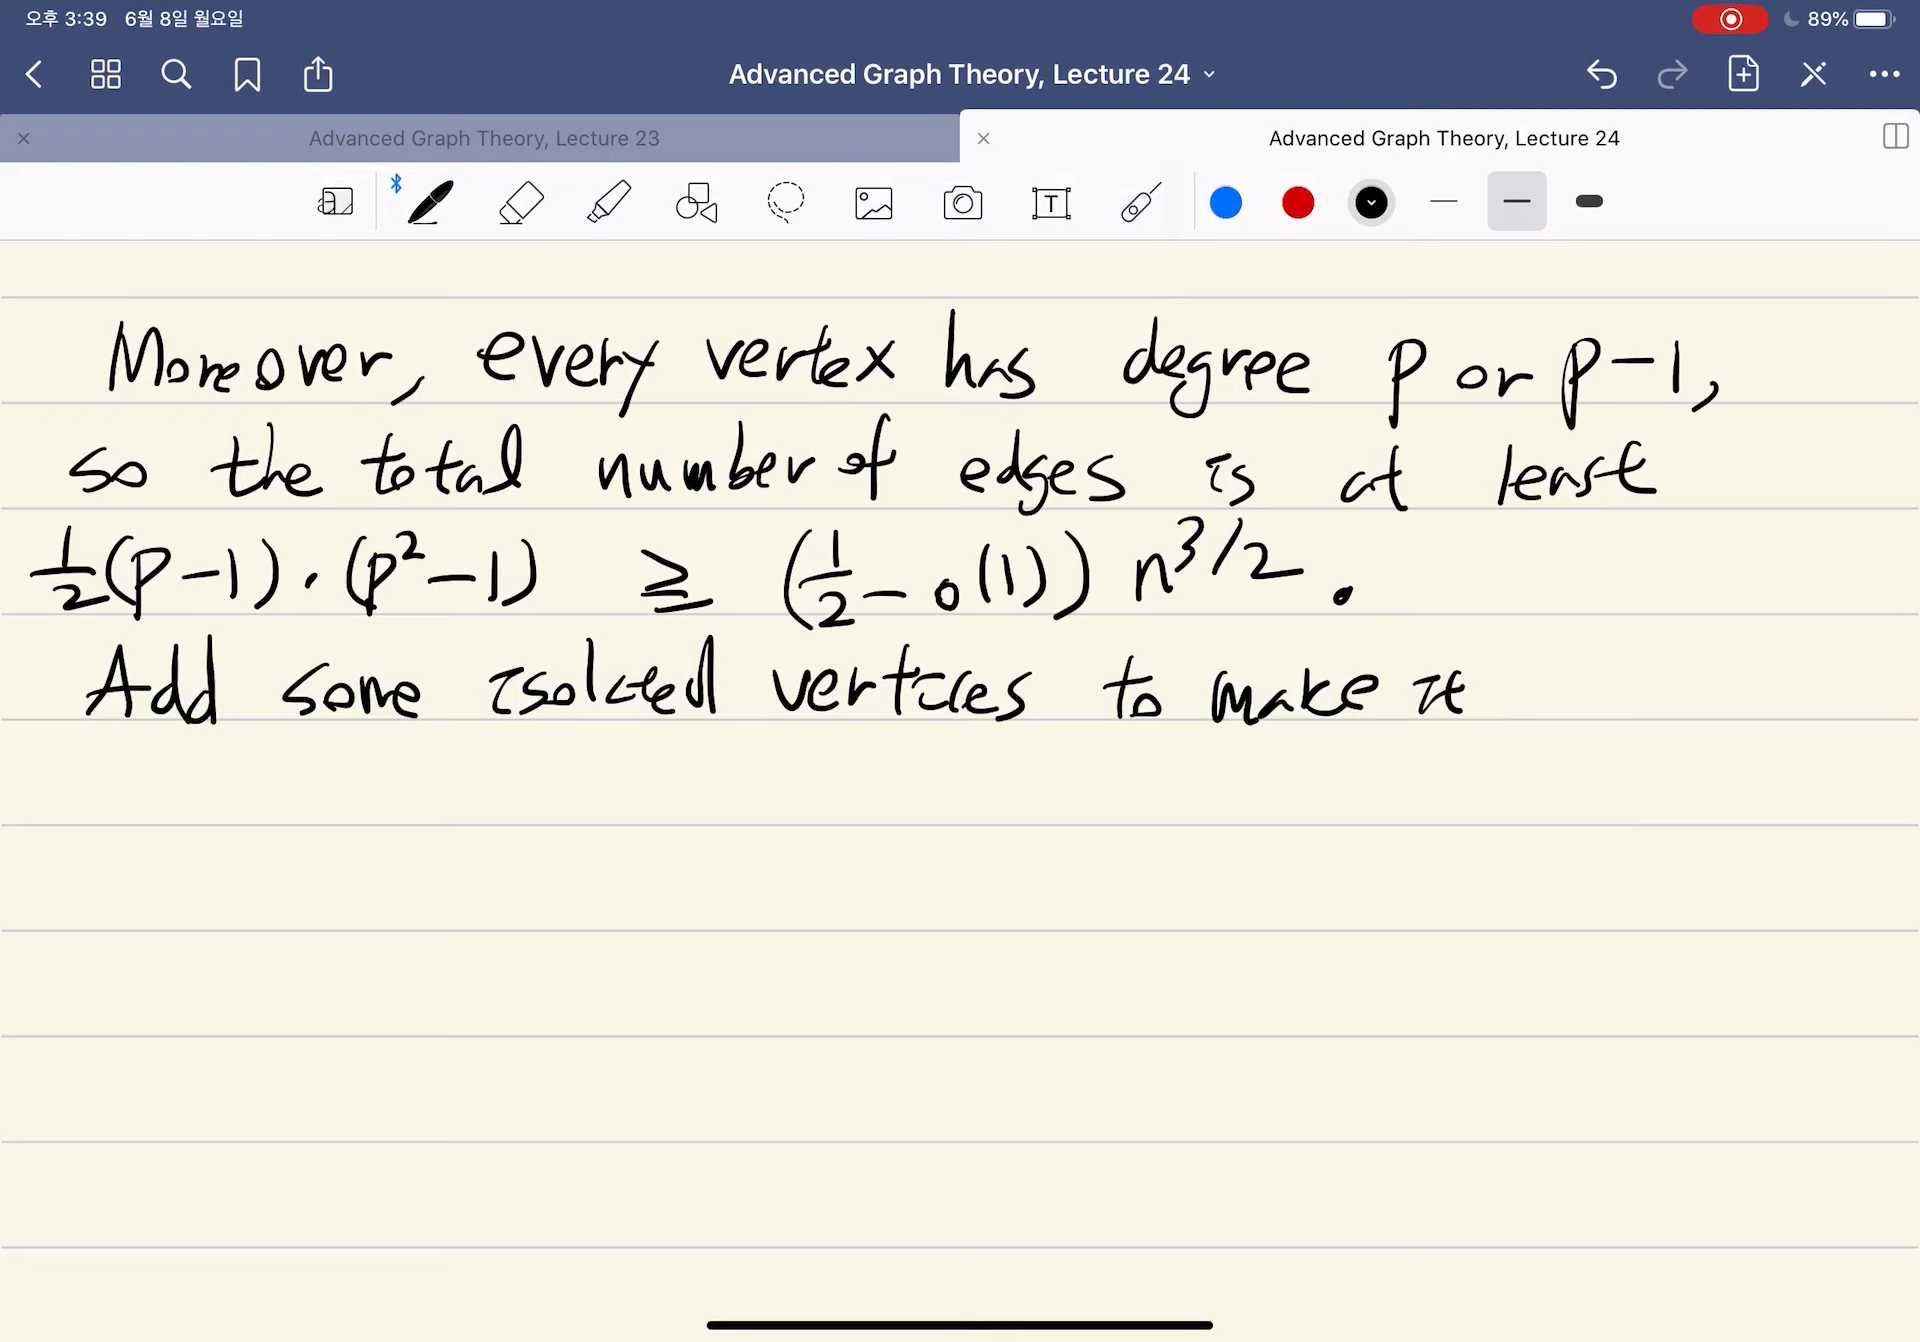 오후 3:39 6월 8일 월요일
89%
Advanced Graph Theory, Lecture 24
Advanced Graph Theory, Lecture 23
Advanced Graph Theory, Lecture 24
Moreover, every vertex has degree p or p-1,
so the total number of edges is at least
½(p-1)·(p²-1) ≥ (½-o(1)) n^{3/2}.
Add some isolated vertices to make it